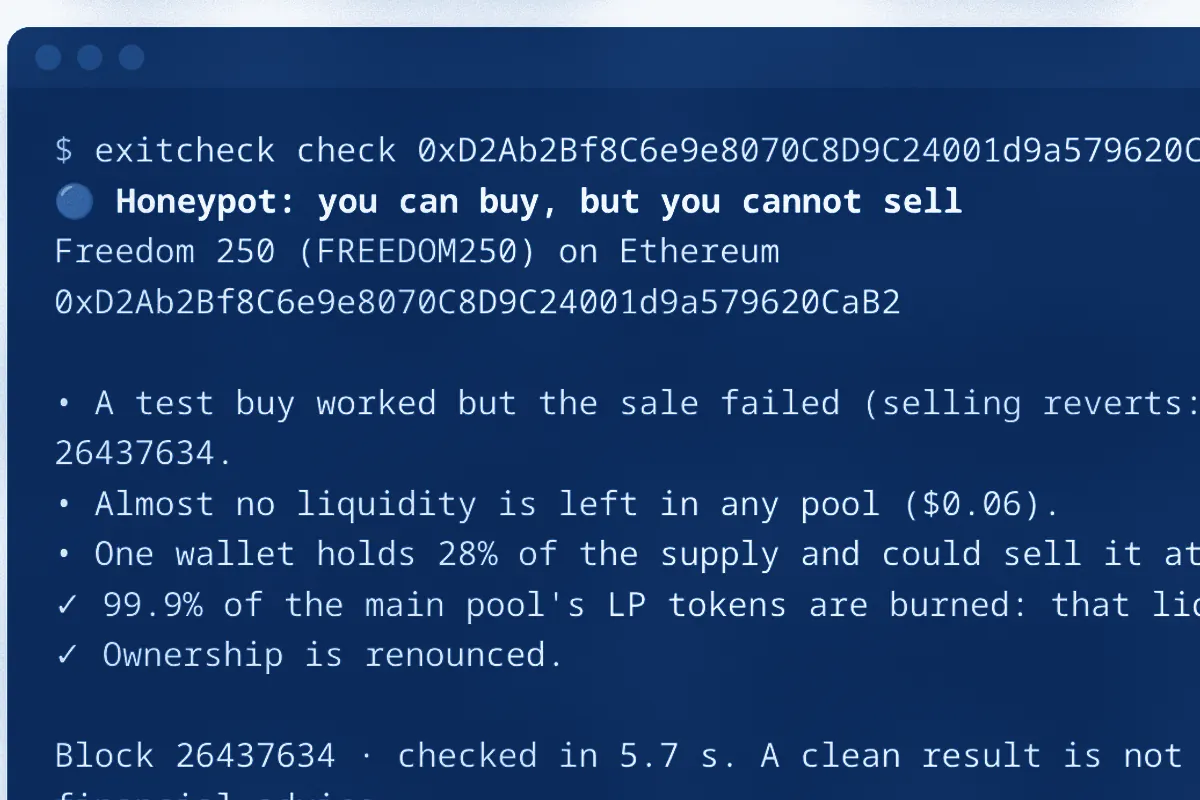 $ exitcheck check 0xD2Ab2Bf8C6e9e8070C8D9C24001d9a579620C
Honeypot: you can buy, but you cannot sell
Freedom 250 (FREEDOM250) on Ethereum
0xD2Ab2Bf8C6e9e8070C8D9C24001d9a579620CaB2
• A test buy worked but the sale failed (selling reverts:
26437634.
• Almost no liquidity is left in any pool ($0.06).
• One wallet holds 28% of the supply and could sell it at
✓ 99.9% of the main pool's LP tokens are burned: that
✓ Ownership is renounced.
Block 26437634 · checked in 5.7 s. A clean result is not